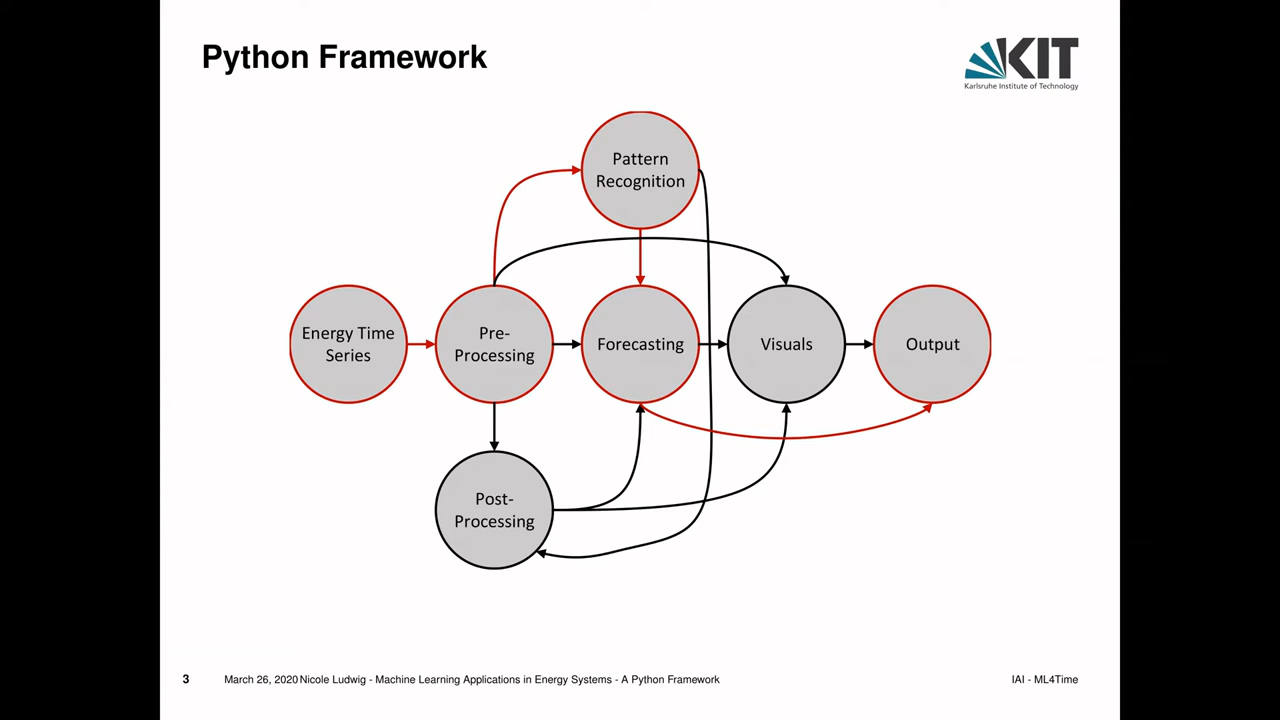 Python Framework
KIT
Karlsruhe Institute of Technology
Pattern
Recognition
Energy Time
Series
Pre-
Processing
Forecasting
Visuals
Output
Post-
Processing
3
March 26, 2020 Nicole Ludwig - Machine Learning Applications in Energy Systems - A Python Framework
IAI - ML4Time